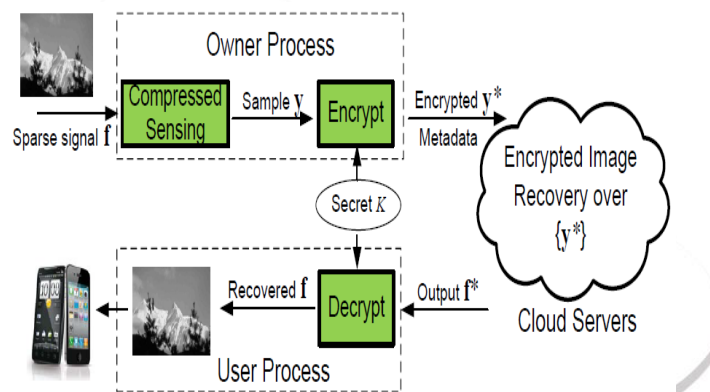 Owner Process
Compressed
Sensing
Sample y
Encrypt
Encrypted y*
Metadata
Sparse signal f
Encrypted Image
Recovery over
{y*}
Secret K
Cloud Servers
Output f*
Decrypt
Recovered f
User Process